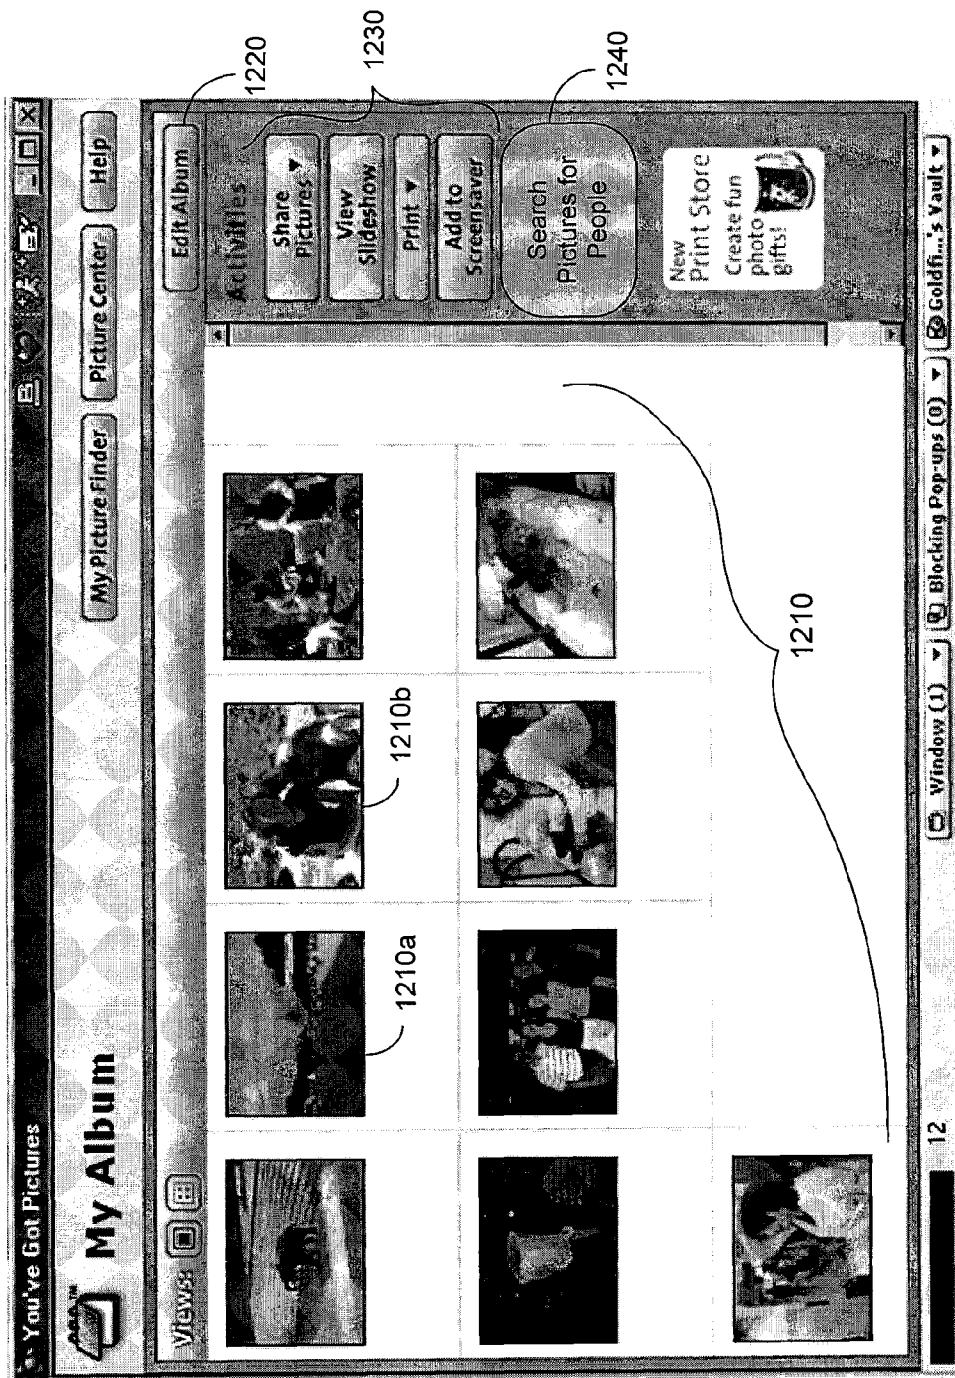 You've Got Pictures
My Album
My Picture Finder
Picture Center
Help
Views:
Edit Album
1220
Activities
1230
Share
Pictures
View
Slideshow
Print
Add to
Screensaver
Search
Pictures for
People
1240
New
Print Store
Create fun
photo
gifts!
1210a
1210b
1210
Window (1)
Blocking Pop-ups (0)
Goldfi...'s Vault
12